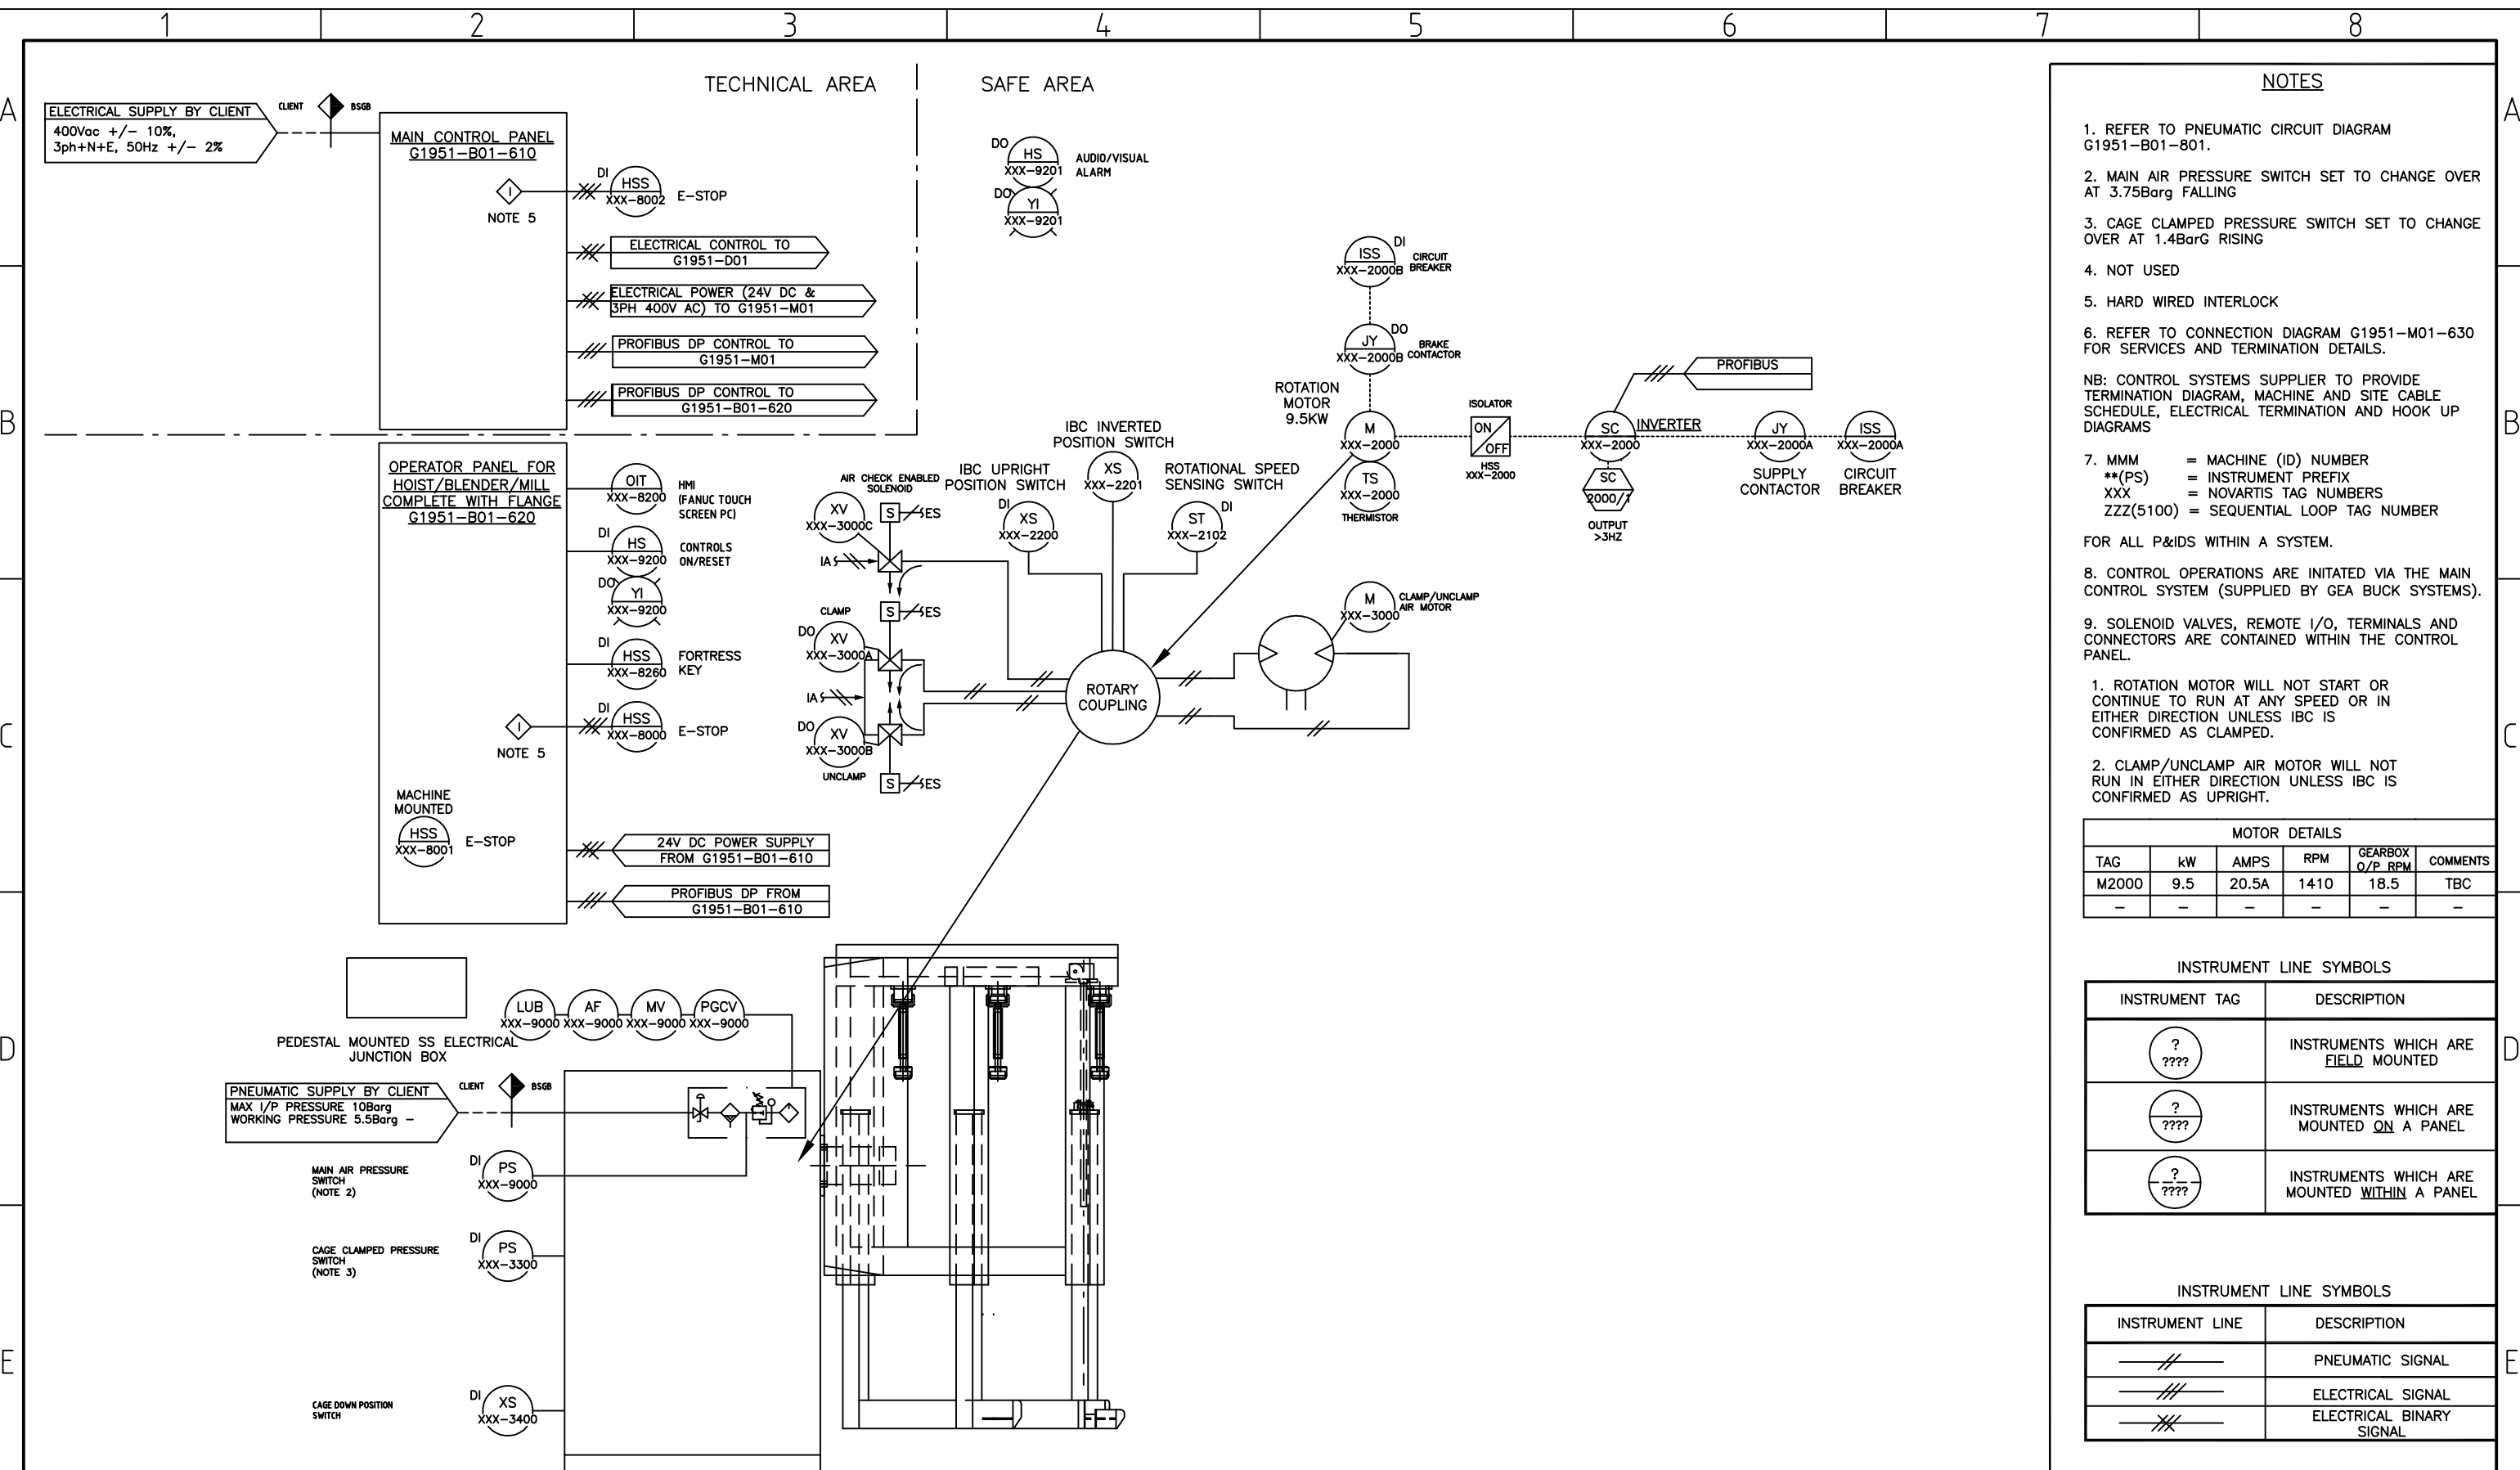 1 2 3 4 5 6 7 8
A
A
B
B
C
C
D
D
E
E
TECHNICAL AREA
SAFE AREA
ELECTRICAL SUPPLY BY CLIENT
400Vac +/- 10%,
3ph+N+E, 50Hz +/- 2%
CLIENT
BSGB
MAIN CONTROL PANEL
G1951-B01-610
I
NOTE 5
DI
HSS
XXX-8002
E-STOP
ELECTRICAL CONTROL TO
G1951-D01
ELECTRICAL POWER (24V DC &
3PH 400V AC) TO G1951-M01
PROFIBUS DP CONTROL TO
G1951-M01
PROFIBUS DP CONTROL TO
G1951-B01-620
DO
HS
XXX-9201
AUDIO/VISUAL
ALARM
DO
YI
XXX-9201
OPERATOR PANEL FOR
HOIST/BLENDER/MILL
COMPLETE WITH FLANGE
G1951-B01-620
OIT
XXX-8200
HMI
(FANUC TOUCH
SCREEN PC)
DI
HS
XXX-9200
CONTROLS
ON/RESET
DO
YI
XXX-9200
DI
HSS
XXX-8260
FORTRESS
KEY
I
NOTE 5
DI
HSS
XXX-8000
E-STOP
MACHINE
MOUNTED
HSS
XXX-8001
E-STOP
24V DC POWER SUPPLY
FROM G1951-B01-610
PROFIBUS DP FROM
G1951-B01-610
AIR CHECK ENABLED
SOLENOID
XV
XXX-3000C
S
ES
IAS
S
ES
CLAMP
DO
XV
XXX-3000A
IAS
DO
XV
XXX-3000B
UNCLAMP
S
ES
IBC UPRIGHT
POSITION SWITCH
DI
XS
XXX-2200
IBC INVERTED
POSITION SWITCH
XS
XXX-2201
ROTATIONAL SPEED
SENSING SWITCH
ST
DI
XXX-2102
ROTARY
COUPLING
ISS
DI
XXX-2000B
CIRCUIT
BREAKER
JY
DO
XXX-2000B
BRAKE
CONTACTOR
ROTATION
MOTOR
9.5KW
M
XXX-2000
TS
XXX-2000
THERMISTOR
ISOLATOR
ON
OFF
HSS
XXX-2000
PROFIBUS
SC
XXX-2000
INVERTER
SC
2000/1
OUTPUT
>3HZ
JY
XXX-2000A
SUPPLY
CONTACTOR
ISS
XXX-2000A
CIRCUIT
BREAKER
M
XXX-3000
CLAMP/UNCLAMP
AIR MOTOR
PEDESTAL MOUNTED SS ELECTRICAL
JUNCTION BOX
LUB
XXX-9000
AF
XXX-9000
MV
XXX-9000
PGCV
XXX-9000
PNEUMATIC SUPPLY BY CLIENT
MAX I/P PRESSURE 10Barg
WORKING PRESSURE 5.5Barg -
CLIENT
BSGB
MAIN AIR PRESSURE
SWITCH
(NOTE 2)
DI
PS
XXX-9000
CAGE CLAMPED PRESSURE
SWITCH
(NOTE 3)
DI
PS
XXX-3300
CAGE DOWN POSITION
SWITCH
DI
XS
XXX-3400
NOTES
1. REFER TO PNEUMATIC CIRCUIT DIAGRAM
G1951-B01-801.
2. MAIN AIR PRESSURE SWITCH SET TO CHANGE OVER
AT 3.75Barg FALLING
3. CAGE CLAMPED PRESSURE SWITCH SET TO CHANGE
OVER AT 1.4BarG RISING
4. NOT USED
5. HARD WIRED INTERLOCK
6. REFER TO CONNECTION DIAGRAM G1951-M01-630
FOR SERVICES AND TERMINATION DETAILS.
NB: CONTROL SYSTEMS SUPPLIER TO PROVIDE
TERMINATION DIAGRAM, MACHINE AND SITE CABLE
SCHEDULE, ELECTRICAL TERMINATION AND HOOK UP
DIAGRAMS
7. MMM = MACHINE (ID) NUMBER
**(PS) = INSTRUMENT PREFIX
XXX = NOVARTIS TAG NUMBERS
ZZZ(5100) = SEQUENTIAL LOOP TAG NUMBER
FOR ALL P&IDS WITHIN A SYSTEM.
8. CONTROL OPERATIONS ARE INITATED VIA THE MAIN
CONTROL SYSTEM (SUPPLIED BY GEA BUCK SYSTEMS).
9. SOLENOID VALVES, REMOTE I/O, TERMINALS AND
CONNECTORS ARE CONTAINED WITHIN THE CONTROL
PANEL.
1. ROTATION MOTOR WILL NOT START OR
CONTINUE TO RUN AT ANY SPEED OR IN
EITHER DIRECTION UNLESS IBC IS
CONFIRMED AS CLAMPED.
2. CLAMP/UNCLAMP AIR MOTOR WILL NOT
RUN IN EITHER DIRECTION UNLESS IBC IS
CONFIRMED AS UPRIGHT.
MOTOR DETAILS
TAG kW AMPS RPM GEARBOX O/P RPM COMMENTS
M2000 9.5 20.5A 1410 18.5 TBC
- - - - - -
INSTRUMENT LINE SYMBOLS
INSTRUMENT TAG DESCRIPTION
?
????
INSTRUMENTS WHICH ARE
FIELD MOUNTED
?
????
INSTRUMENTS WHICH ARE
MOUNTED ON A PANEL
?
????
INSTRUMENTS WHICH ARE
MOUNTED WITHIN A PANEL
INSTRUMENT LINE SYMBOLS
INSTRUMENT LINE DESCRIPTION
PNEUMATIC SIGNAL
ELECTRICAL SIGNAL
ELECTRICAL BINARY
SIGNAL